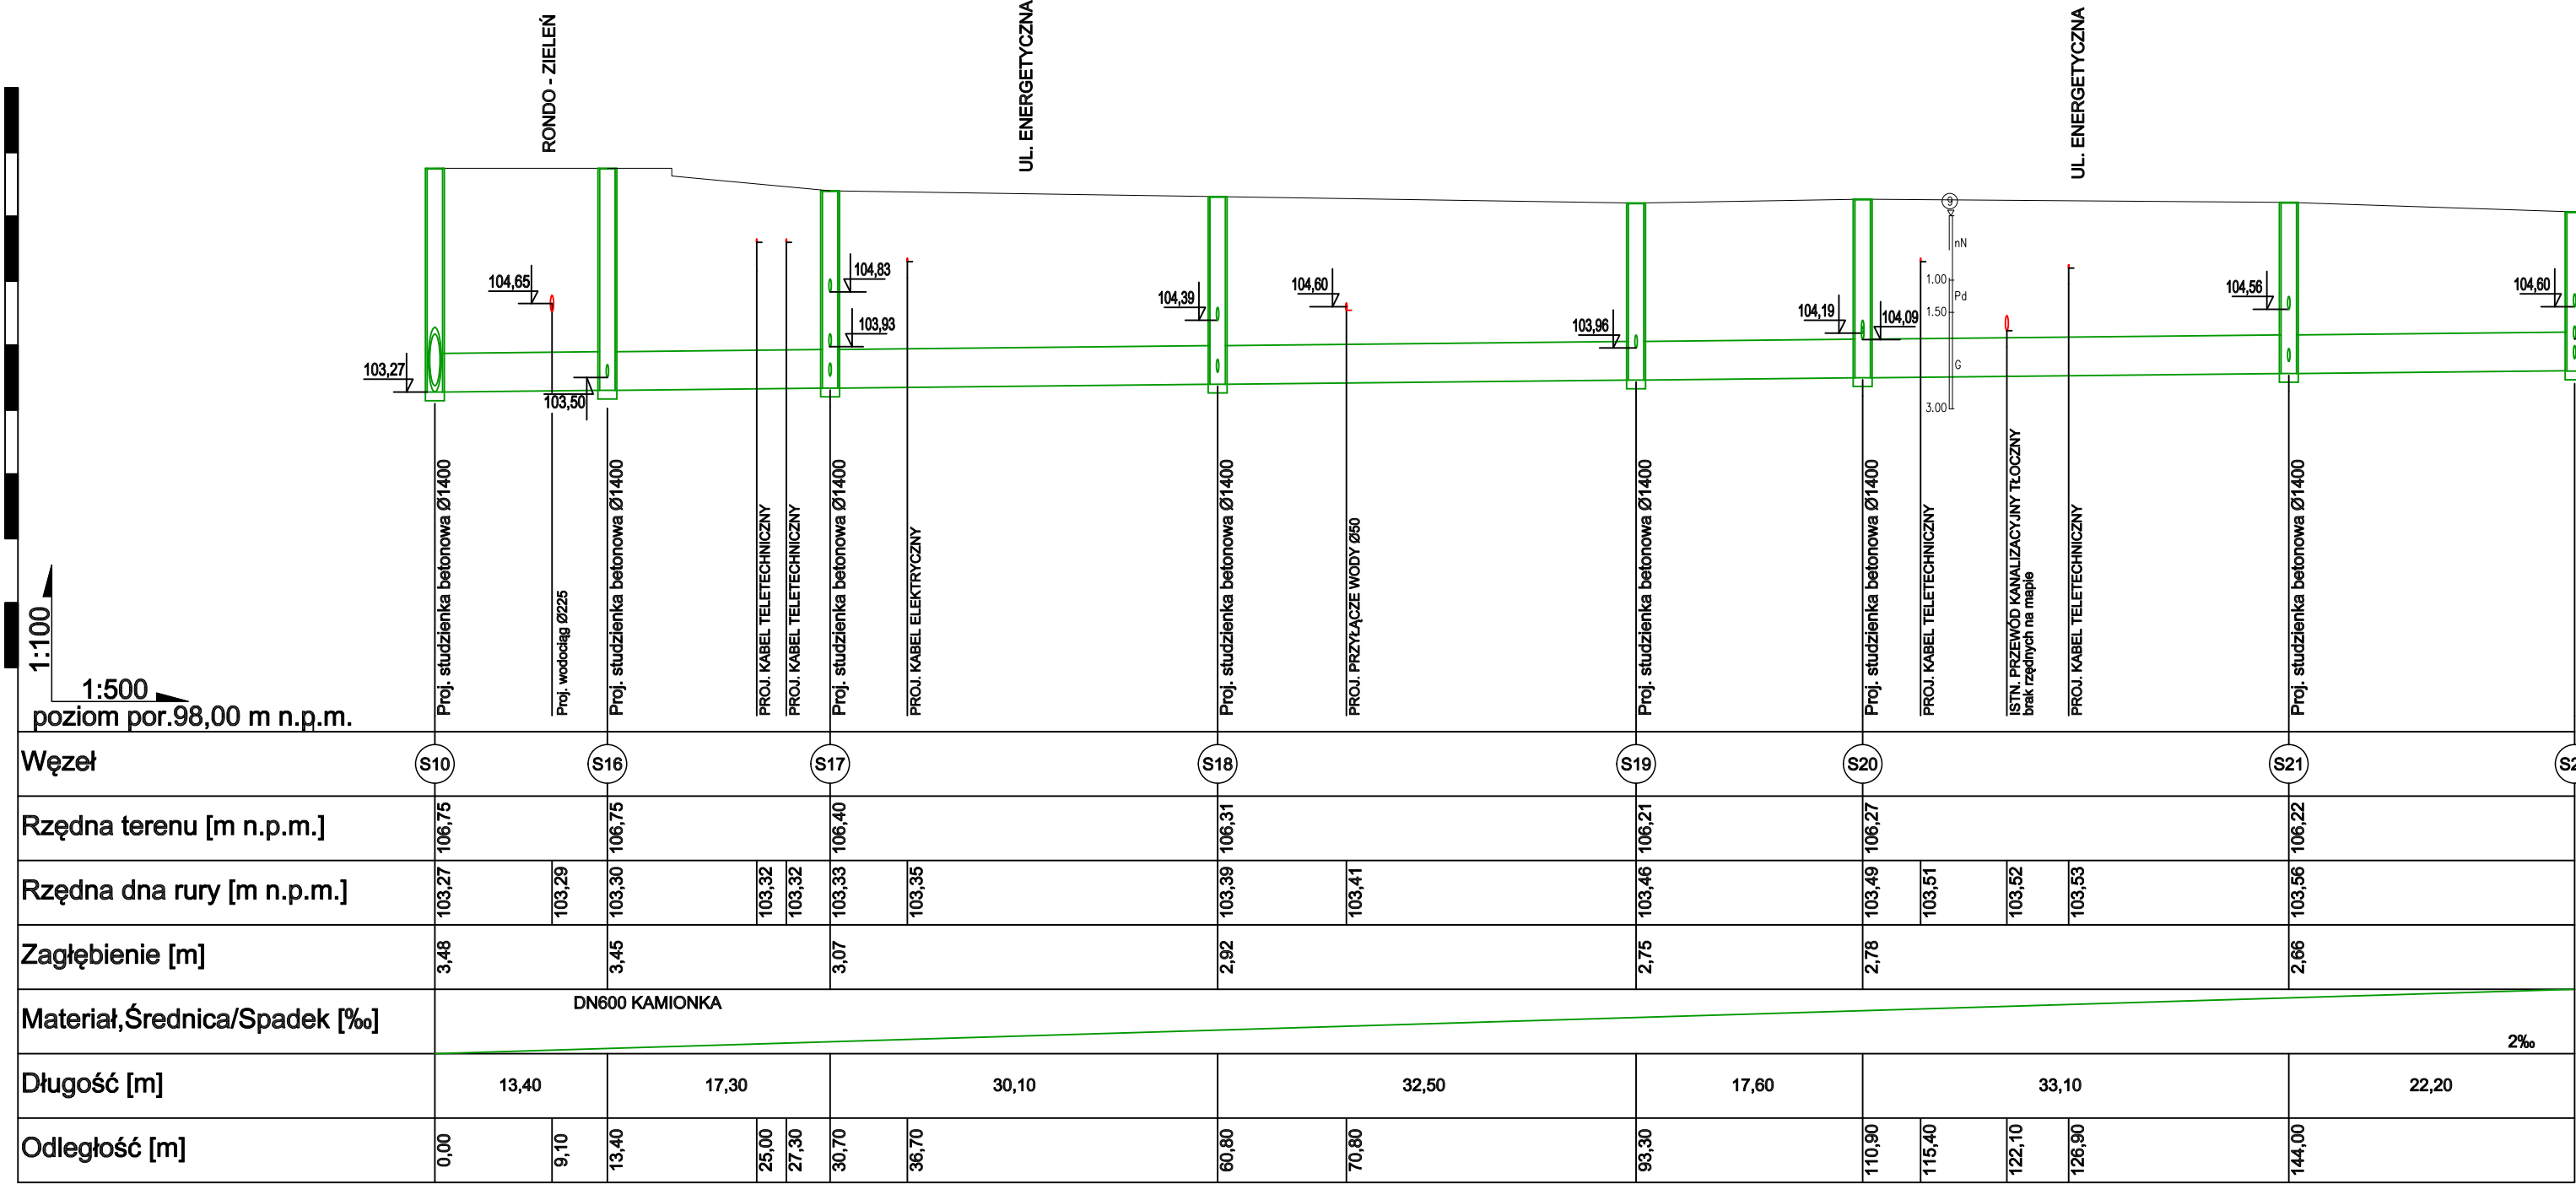 RONDO - ZIELEŃ
UL. ENERGETYCZNA
UL. ENERGETYCZNA
104,65
103,27
103,50
104,83
103,93
104,39
104,60
103,96
104,19
104,09
9
nN
1.00
Pd
1.50
G
3.00
104,56
104,60
Proj. studzienka betonowa Ø1400
Proj. wodociąg Ø225
Proj. studzienka betonowa Ø1400
PROJ. KABEL TELETECHNICZNY
PROJ. KABEL TELETECHNICZNY
Proj. studzienka betonowa Ø1400
PROJ. KABEL ELEKTRYCZNY
Proj. studzienka betonowa Ø1400
PROJ. PRZYŁĄCZE WODY Ø50
Proj. studzienka betonowa Ø1400
Proj. studzienka betonowa Ø1400
PROJ. KABEL TELETECHNICZNY
ISTN. PRZEWÓD KANALIZACYJNY TŁOCZNY
brak rzędnych na mapie
PROJ. KABEL TELETECHNICZNY
Proj. studzienka betonowa Ø1400
1:100
1:500
poziom por.98,00 m n.p.m.
Węzeł S10 S16 S17 S18 S19 S20 S21
Rzędna terenu [m n.p.m.] 106,75 106,75 106,40 106,31 106,21 106,27 106,22
Rzędna dna rury [m n.p.m.] 103,27 103,29 103,30 103,32 103,32 103,33 103,35 103,39 103,41 103,46 103,49 103,51 103,52 103,53 103,56
Zagłębienie [m] 3,48 3,45 3,07 2,92 2,75 2,78 2,66
DN600 KAMIONKA
Materiał,Średnica/Spadek [‰]
2‰
Długość [m] 13,40 17,30 30,10 32,50 17,60 33,10 22,20
Odległość [m] 0,00 9,10 13,40 25,00 27,30 30,70 36,70 60,80 70,80 93,30 110,90 115,40 122,10 126,90 144,00